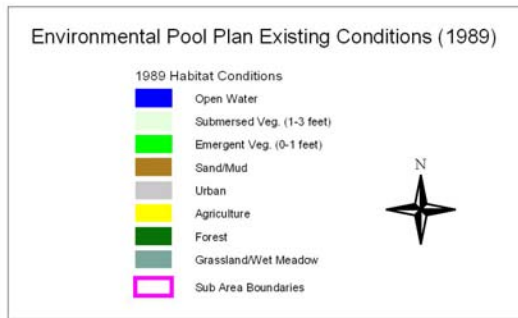 Environmental Pool Plan Existing Conditions (1989)
1989 Habitat Conditions
Open Water
Submersed Veg. (1-3 feet)
Emergent Veg. (0-1 feet)
Sand/Mud
Urban
Agriculture
Forest
Grassland/Wet Meadow
Sub Area Boundaries
N